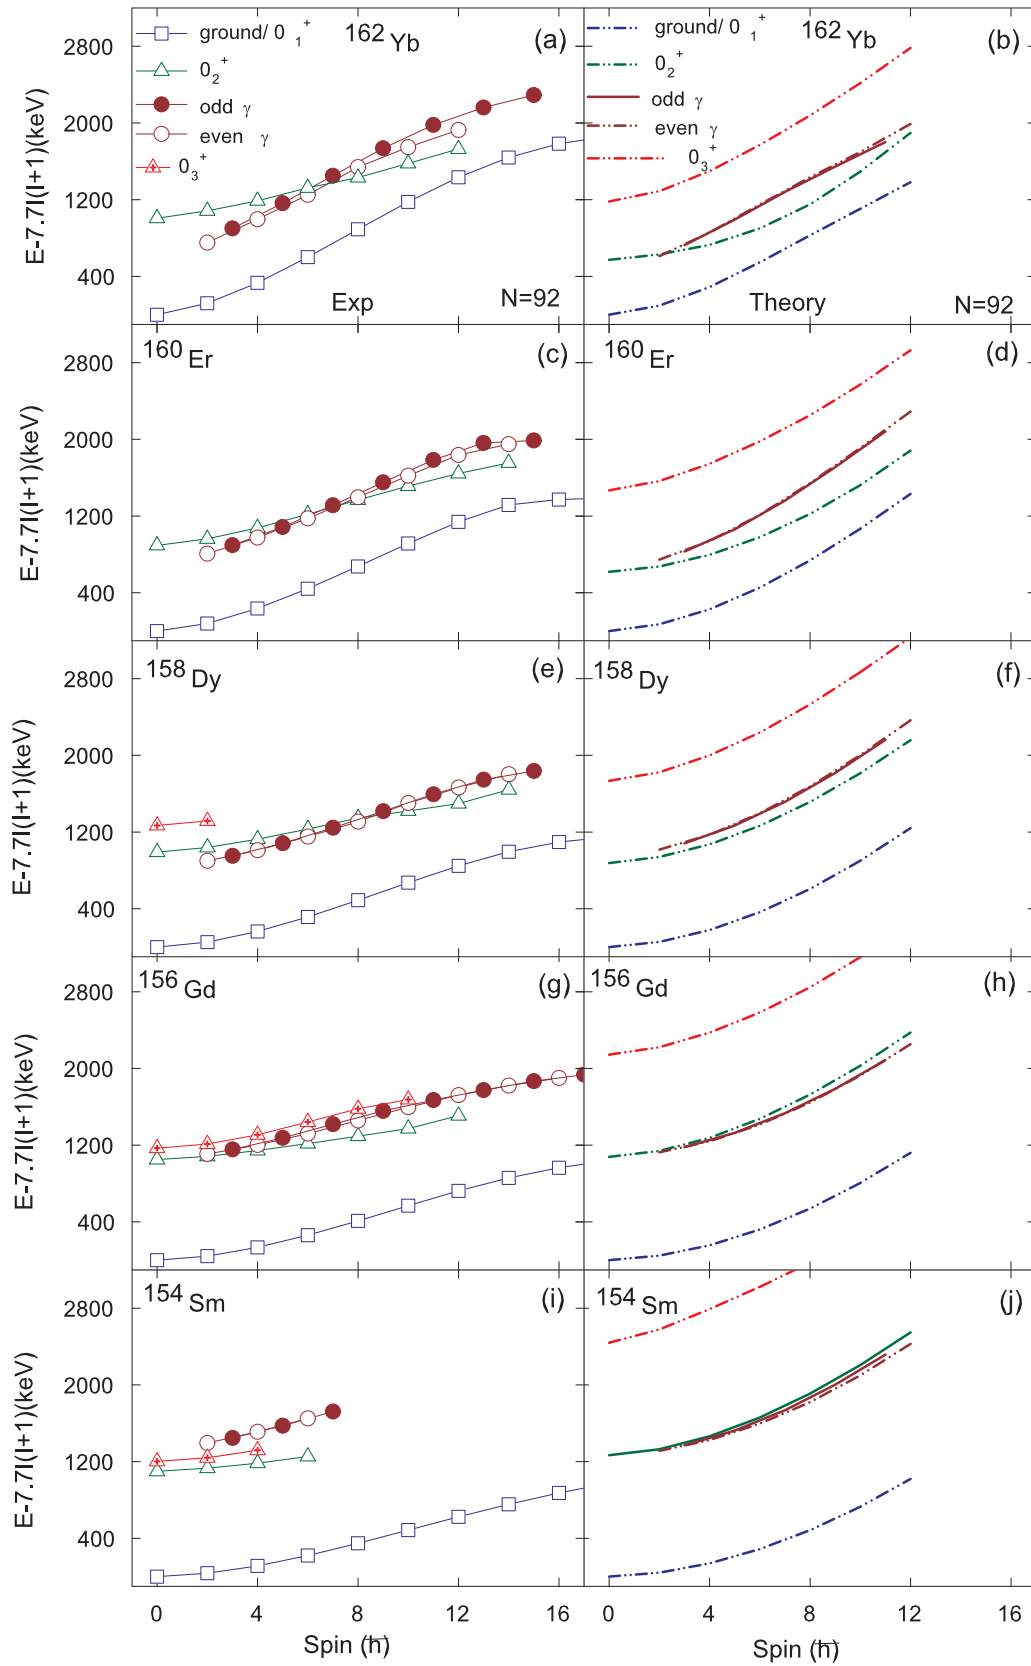 ground/ 0₁⁺
0₂⁺
odd γ
even γ
0₃⁺
¹⁶²Yb
(a)
Exp
N=92
2800
2000
1200
400
E-7.7I(I+1)(keV)
ground/ 0₁⁺
0₂⁺
odd γ
even γ
0₃⁺
¹⁶²Yb
(b)
Theory
N=92
¹⁶⁰Er
(c)
2800
2000
1200
400
E-7.7I(I+1)(keV)
¹⁶⁰Er
(d)
¹⁵⁸Dy
(e)
2800
2000
1200
400
E-7.7I(I+1)(keV)
¹⁵⁸Dy
(f)
¹⁵⁶Gd
(g)
2800
2000
1200
400
E-7.7I(I+1)(keV)
¹⁵⁶Gd
(h)
¹⁵⁴Sm
(i)
2800
2000
1200
400
E-7.7I(I+1)(keV)
¹⁵⁴Sm
(j)
0 4 8 12 16
Spin (ħ)
0 4 8 12 16
Spin (ħ)